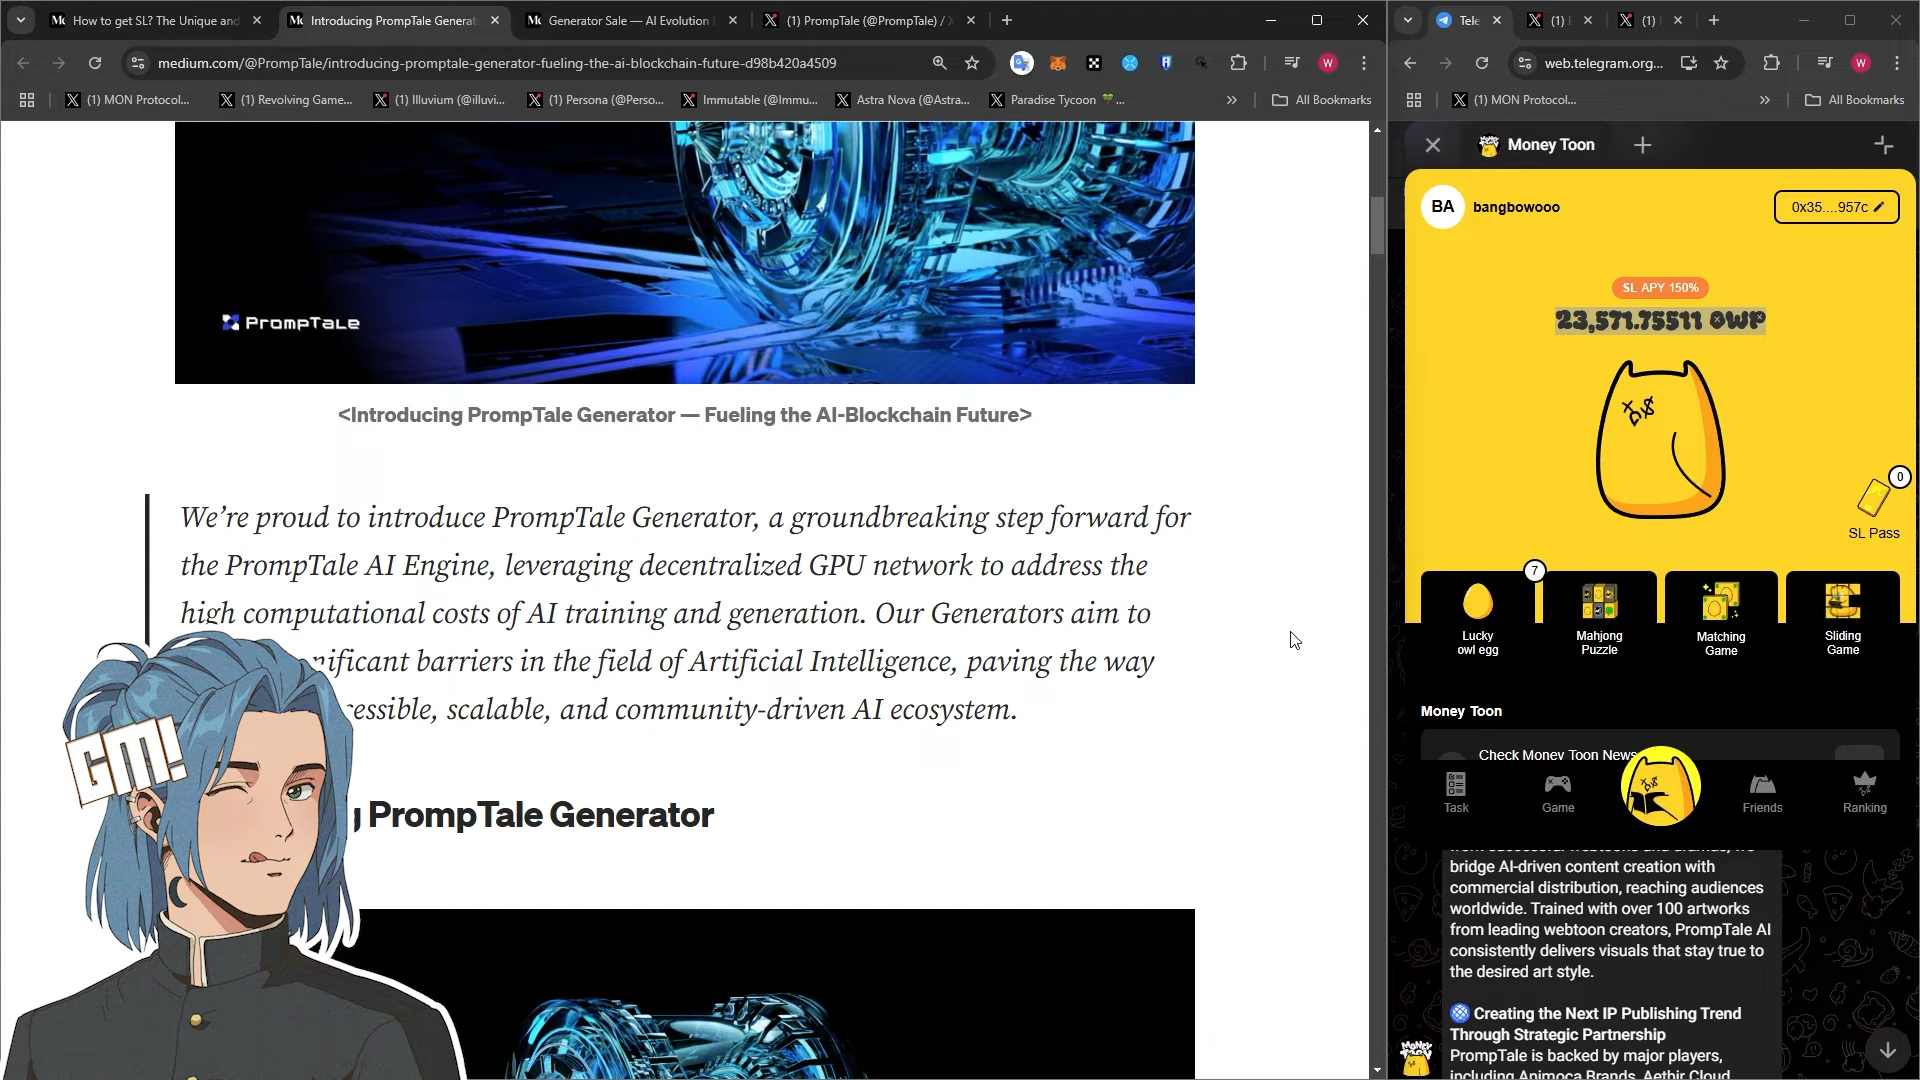 How to get SL? The Unique and
Introducing PrompTale Generat
Generator Sale — AI Evolution
(1) PrompTale (@PrompTale) / X
medium.com/@PrompTale/introducing-promptale-generator-fueling-the-ai-blockchain-future-d98b420a4509
(1) MON Protocol...
(1) Revolving Game...
(1) Illuvium (@illuvi...
(1) Persona (@Perso...
Immutable (@Immu...
Astra Nova (@Astra...
Paradise Tycoon
All Bookmarks
PrompTale
<Introducing PrompTale Generator — Fueling the AI-Blockchain Future>
We’re proud to introduce PrompTale Generator, a groundbreaking step forward for
the PrompTale AI Engine, leveraging decentralized GPU network to address the
high computational costs of AI training and generation. Our Generators aim to
nificant barriers in the field of Artificial Intelligence, paving the way
cessible, scalable, and community-driven AI ecosystem.
PrompTale Generator
GM!
Tele
(1)
(1)
web.telegram.org...
(1) MON Protocol...
All Bookmarks
Money Toon
BA
bangbowooo
0x35....957c
SL APY 150%
23,571.75511 OWP
0
SL Pass
7
Lucky
owl egg
Mahjong
Puzzle
Matching
Game
Sliding
Game
Money Toon
Check Money Toon News
Task
Game
Friends
Ranking
bridge AI-driven content creation with
commercial distribution, reaching audiences
worldwide. Trained with over 100 artworks
from leading webtoon creators, PrompTale AI
consistently delivers visuals that stay true to
the desired art style.
Creating the Next IP Publishing Trend
Through Strategic Partnership
PrompTale is backed by major players,
including Animoca Brands, Aethir Cloud